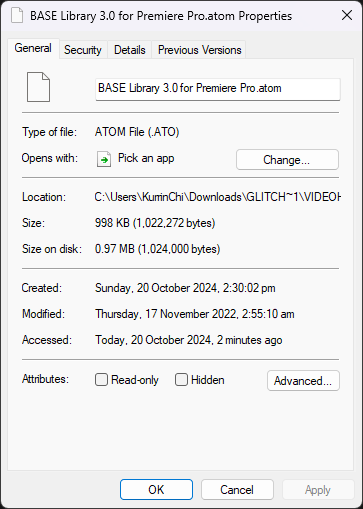 BASE Library 3.0 for Premiere Pro.atom Properties
General Security Details Previous Versions
BASE Library 3.0 for Premiere Pro.atom
Type of file: ATOM File (.ATO)
Opens with: Pick an app Change...
Location: C:\Users\KurrinChi\Downloads\GLITCH~1\VIDEOH
Size: 998 KB (1,022,272 bytes)
Size on disk: 0.97 MB (1,024,000 bytes)
Created: Sunday, 20 October 2024, 2:30:02 pm
Modified: Thursday, 17 November 2022, 2:55:10 am
Accessed: Today, 20 October 2024, 2 minutes ago
Attributes: Read-only Hidden Advanced...
OK Cancel Apply